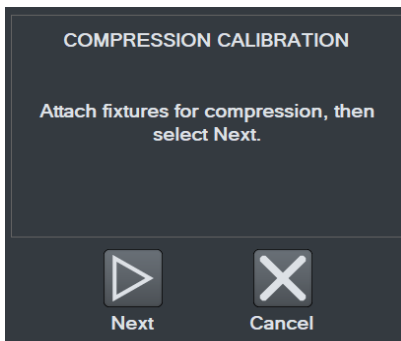 COMPRESSION CALIBRATION
Attach fixtures for compression, then
select Next.
Next
Cancel